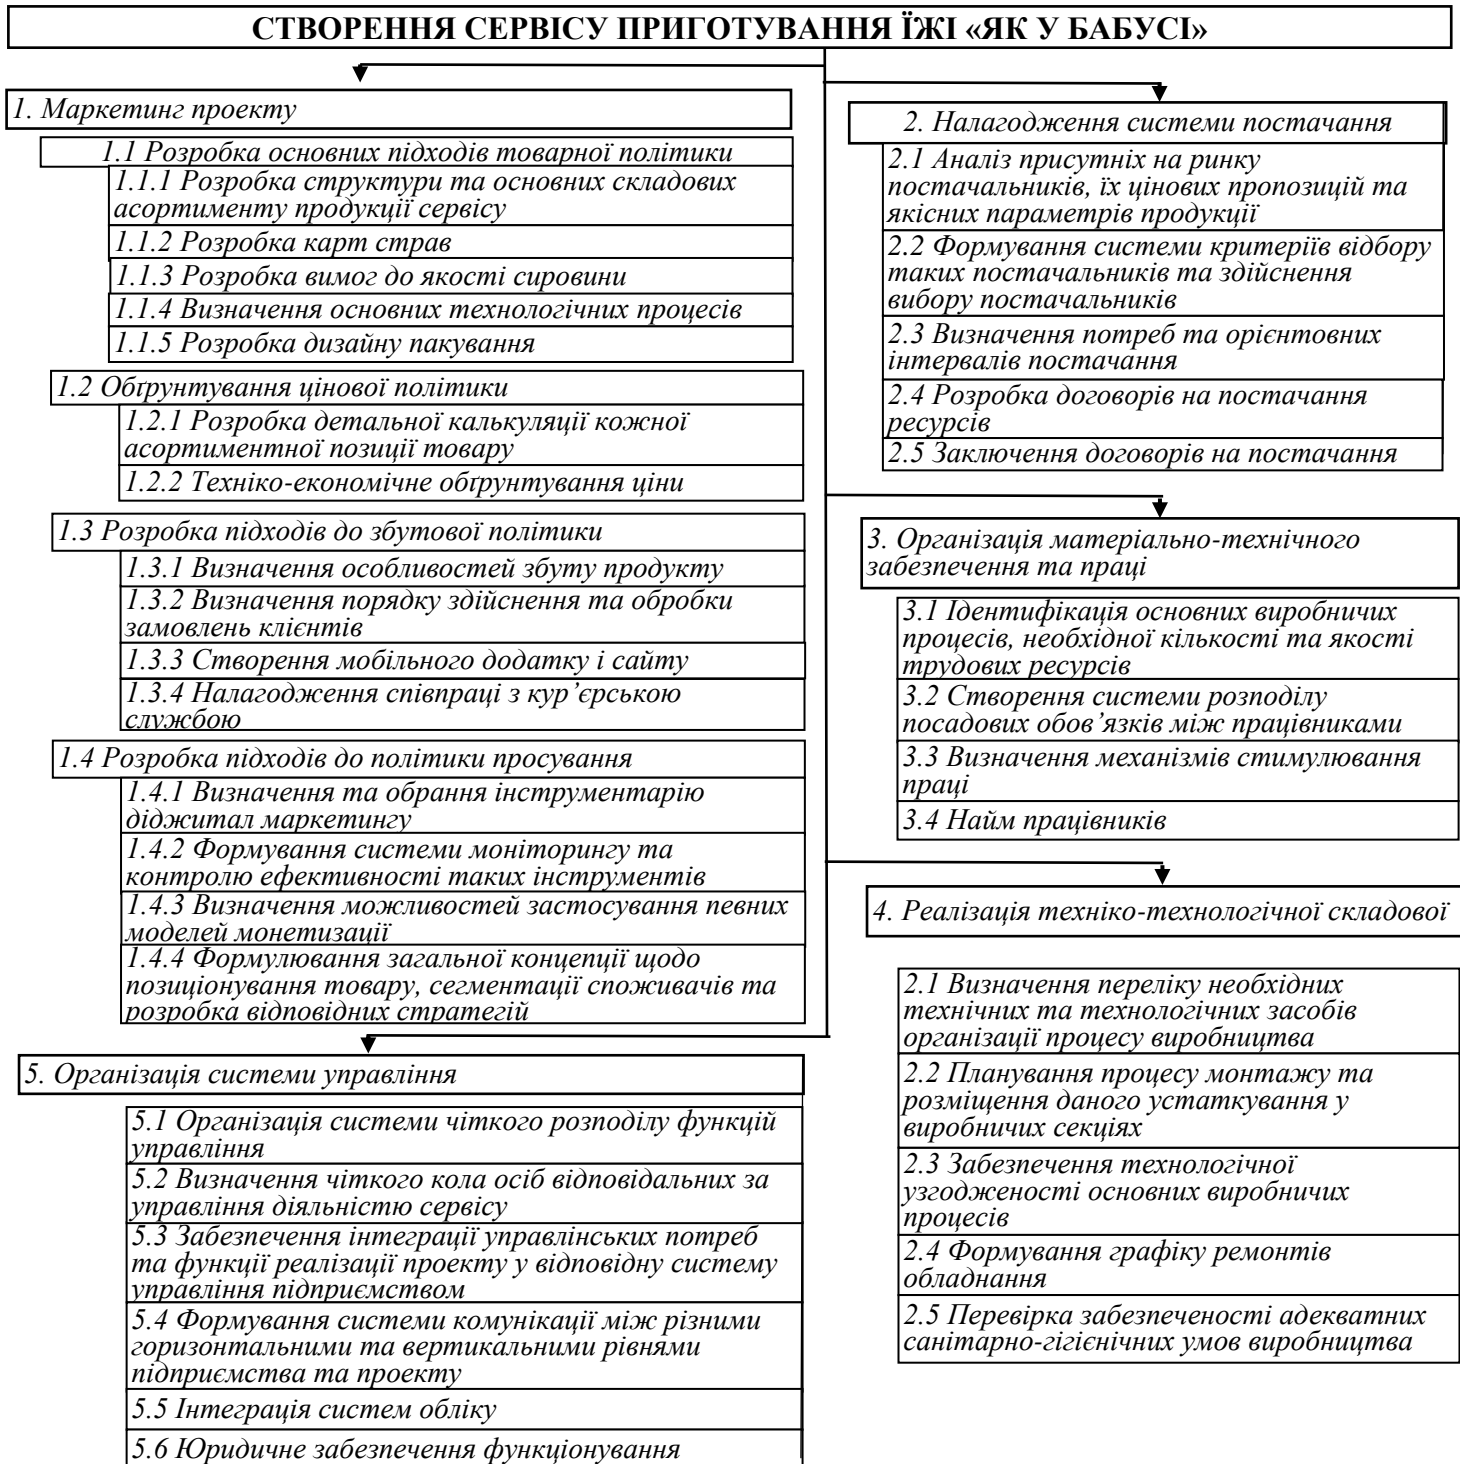 СТВОРЕННЯ СЕРВІСУ ПРИГОТУВАННЯ ЇЖІ «ЯК У БАБУСІ»
1. Маркетинг проекту
1.1 Розробка основних підходів товарної політики
1.1.1 Розробка структури та основних складових
асортименту продукції сервісу
1.1.2 Розробка карт страв
1.1.3 Розробка вимог до якості сировини
1.1.4 Визначення основних технологічних процесів
1.1.5 Розробка дизайну пакування
1.2 Обґрунтування цінової політики
1.2.1 Розробка детальної калькуляції кожної
асортиментної позиції товару
1.2.2 Техніко-економічне обґрунтування ціни
1.3 Розробка підходів до збутової політики
1.3.1 Визначення особливостей збуту продукту
1.3.2 Визначення порядку здійснення та обробки
замовлень клієнтів
1.3.3 Створення мобільного додатку і сайту
1.3.4 Налагодження співпраці з кур’єрською
службою
1.4 Розробка підходів до політики просування
1.4.1 Визначення та обрання інструментарію
діджитал маркетингу
1.4.2 Формування системи моніторингу та
контролю ефективності таких інструментів
1.4.3 Визначення можливостей застосування певних
моделей монетизації
1.4.4 Формулювання загальної концепції щодо
позиціонування товару, сегментації споживачів та
розробка відповідних стратегій
2. Налагодження системи постачання
2.1 Аналіз присутніх на ринку
постачальників, їх цінових пропозицій та
якісних параметрів продукції
2.2 Формування системи критеріїв відбору
таких постачальників та здійснення
вибору постачальників
2.3 Визначення потреб та орієнтовних
інтервалів постачання
2.4 Розробка договорів на постачання
ресурсів
2.5 Заключення договорів на постачання
3. Організація матеріально-технічного
забезпечення та праці
3.1 Ідентифікація основних виробничих
процесів, необхідної кількості та якості
трудових ресурсів
3.2 Створення системи розподілу
посадових обов’язків між працівниками
3.3 Визначення механізмів стимулювання
праці
3.4 Найм працівників
4. Реалізація техніко-технологічної складової
2.1 Визначення переліку необхідних
технічних та технологічних засобів
організації процесу виробництва
2.2 Планування процесу монтажу та
розміщення даного устаткування у
виробничих секціях
2.3 Забезпечення технологічної
узгодженості основних виробничих
процесів
2.4 Формування графіку ремонтів
обладнання
2.5 Перевірка забезпеченості адекватних
санітарно-гігієнічних умов виробництва
5. Організація системи управління
5.1 Організація системи чіткого розподілу функцій
управління
5.2 Визначення чіткого кола осіб відповідальних за
управління діяльністю сервісу
5.3 Забезпечення інтеграції управлінських потреб
та функції реалізації проекту у відповідну систему
управління підприємством
5.4 Формування системи комунікації між різними
горизонтальними та вертикальними рівнями
підприємства та проекту
5.5 Інтеграція систем обліку
5.6 Юридичне забезпечення функціонування